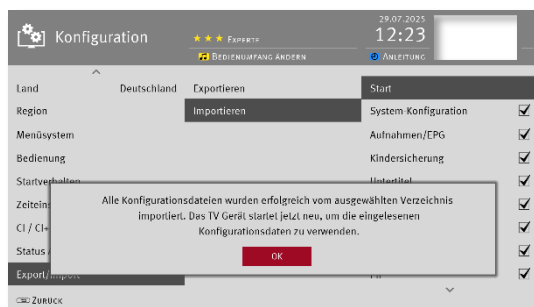 Konfiguration
★ ★ ★ EXPERTE
BEDIENUMFANG ÄNDERN
29.07.2025
12:23
ANLEITUNG
Land Deutschland
Region
Menüsystem
Bedienung
Startverhalten
CI / CI+
Status
Export/Import
Exportieren
Importieren
Start
System-Konfiguration
Aufnahmen/EPG
Kindersicherung
Untertitel
Alle Konfigurationsdateien wurden erfolgreich vom ausgewählten Verzeichnis
importiert. Das TV Gerät startet jetzt neu, um die eingelesenen
Konfigurationsdaten zu verwenden.
OK
ZURÜCK